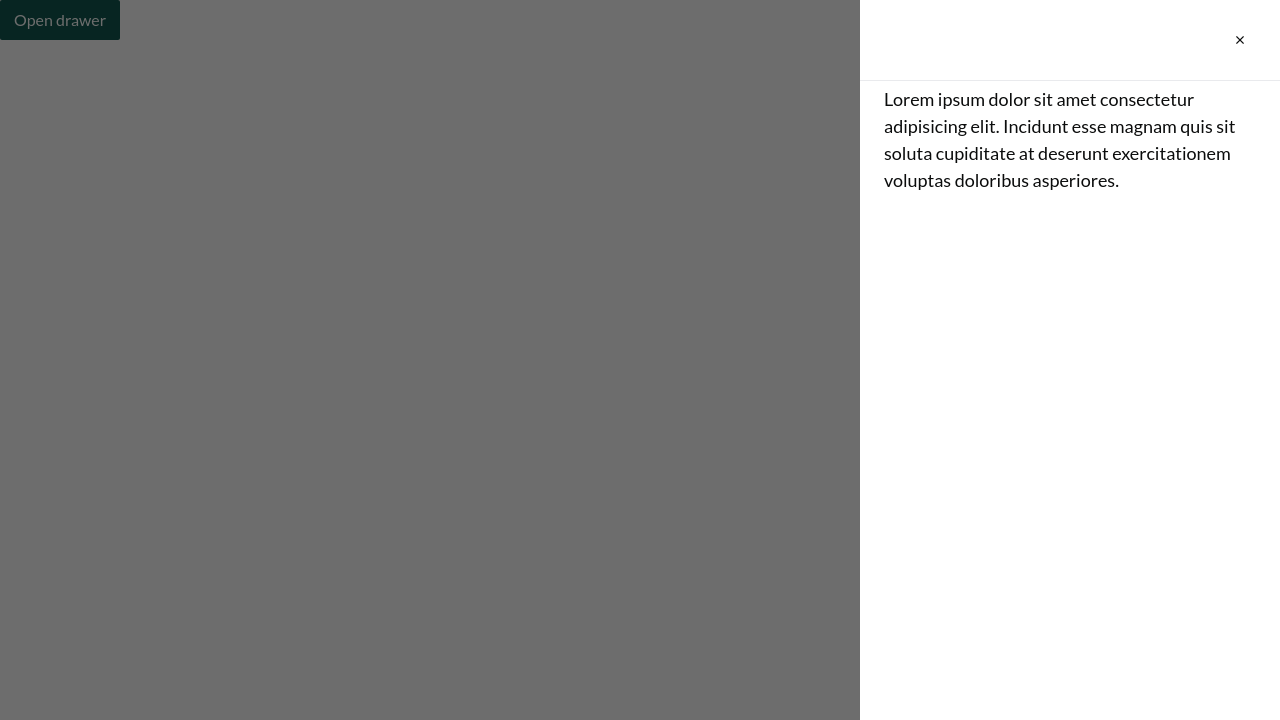 Open drawer
×
Lorem ipsum dolor sit amet consectetur
adipisicing elit. Incidunt esse magnam quis sit
soluta cupiditate at deserunt exercitationem
voluptas doloribus asperiores.